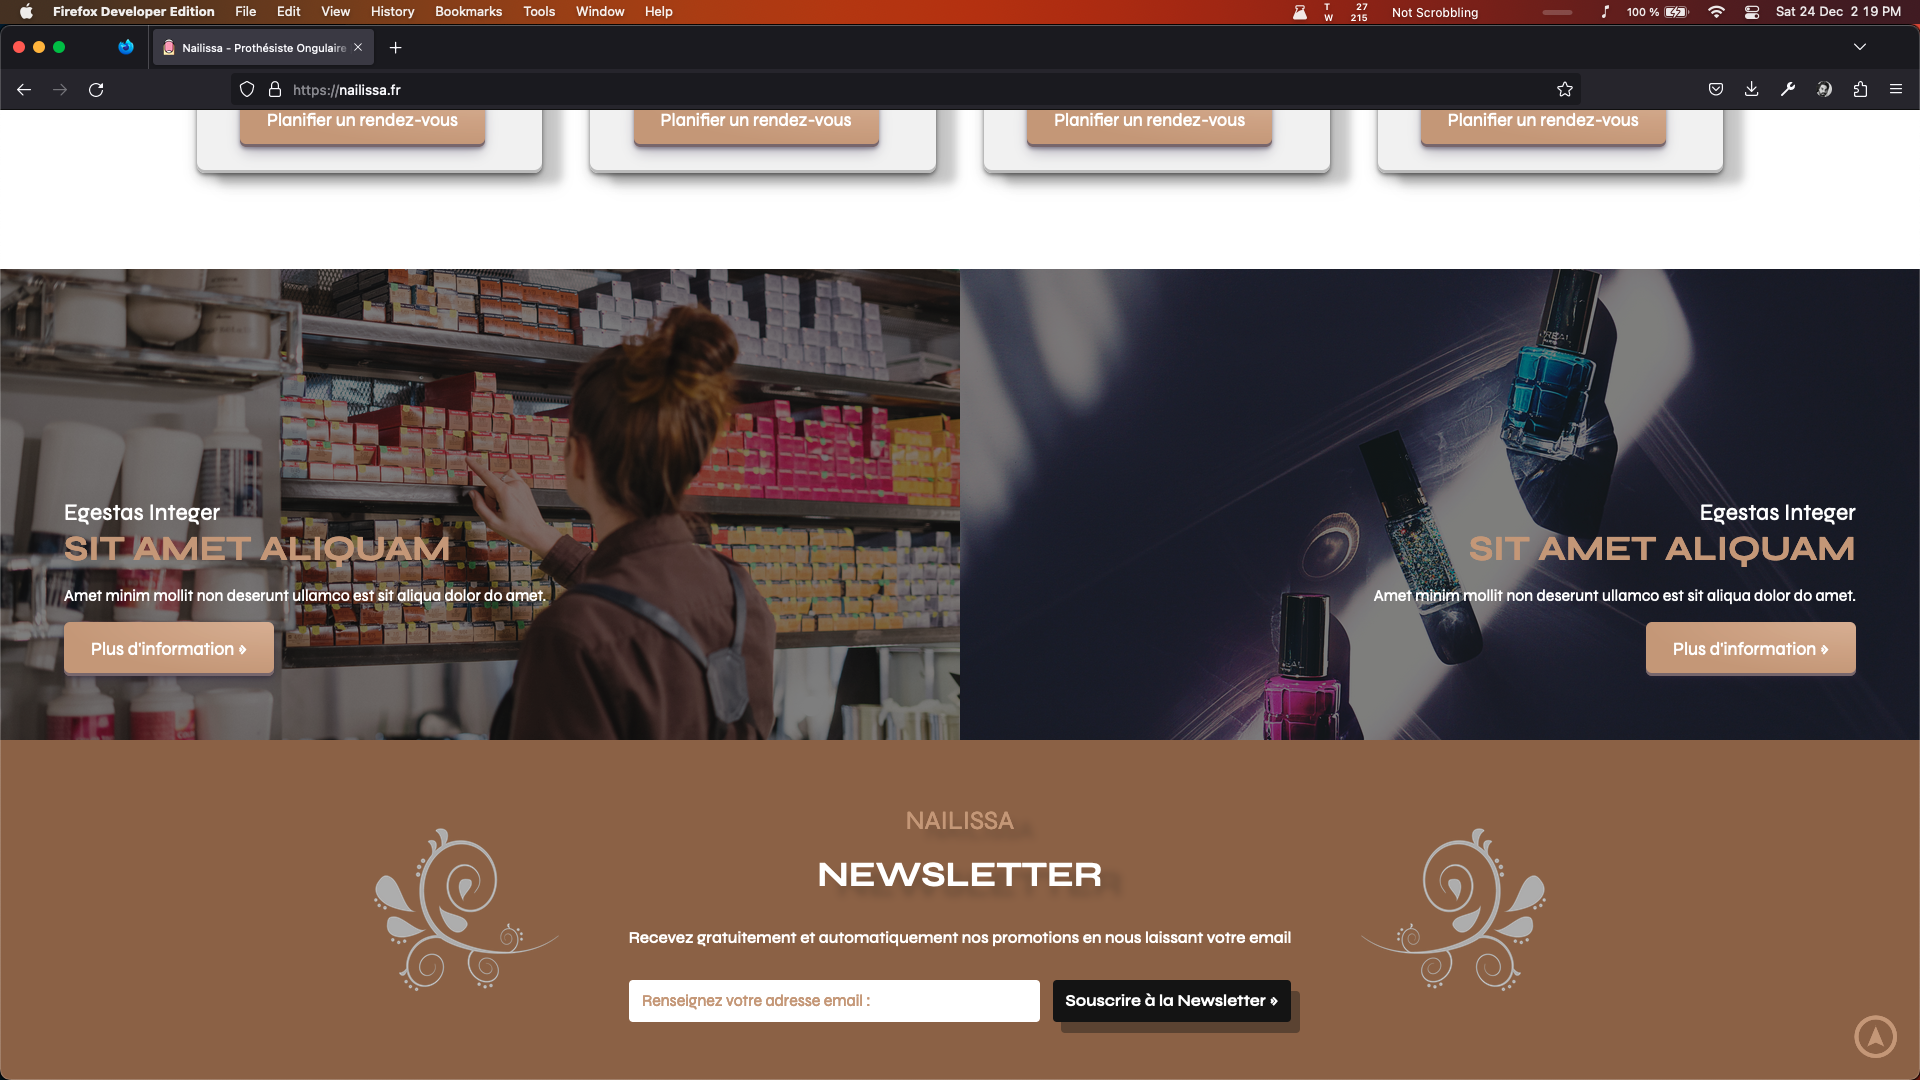 Firefox Developer Edition File Edit View History Bookmarks Tools Window Help
T 27
W 215
Not Scrobbling 100 % Sat 24 Dec 2 19 PM
Nailissa - Prothésiste Ongulaire
https://nailissa.fr
Planifier un rendez-vous Planifier un rendez-vous Planifier un rendez-vous Planifier un rendez-vous
Egestas Integer
SIT AMET ALIQUAM
Amet minim mollit non deserunt ullamco est sit aliqua dolor do amet.
Plus d'information
Egestas Integer
SIT AMET ALIQUAM
Amet minim mollit non deserunt ullamco est sit aliqua dolor do amet.
Plus d'information
NAILISSA
NEWSLETTER
Recevez gratuitement et automatiquement nos promotions en nous laissant votre email
Renseignez votre adresse email :
Souscrire à la Newsletter